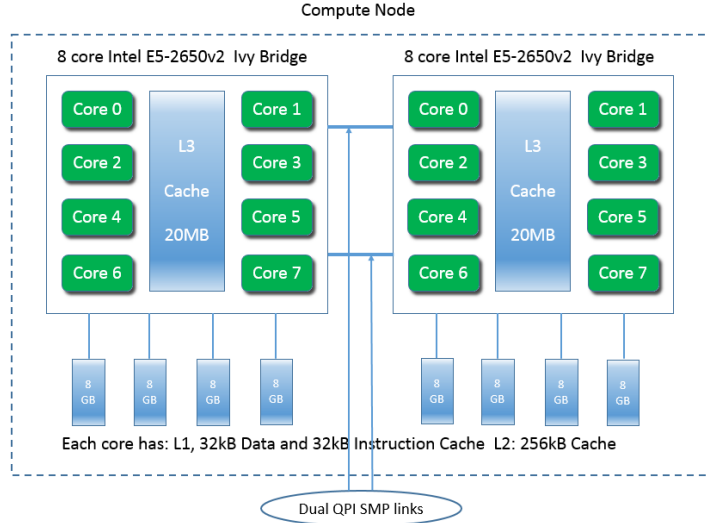 Compute Node
8 core Intel E5-2650v2 Ivy Bridge
8 core Intel E5-2650v2 Ivy Bridge
Core 0
Core 1
Core 2
Core 3
Core 4
Core 5
Core 6
Core 7
L3
Cache
20MB
Core 0
Core 1
Core 2
Core 3
Core 4
Core 5
Core 6
Core 7
L3
Cache
20MB
8
GB
8
GB
8
GB
8
GB
8
GB
8
GB
8
GB
8
GB
Each core has: L1, 32kB Data and 32kB Instruction Cache L2: 256kB Cache
Dual QPI SMP links